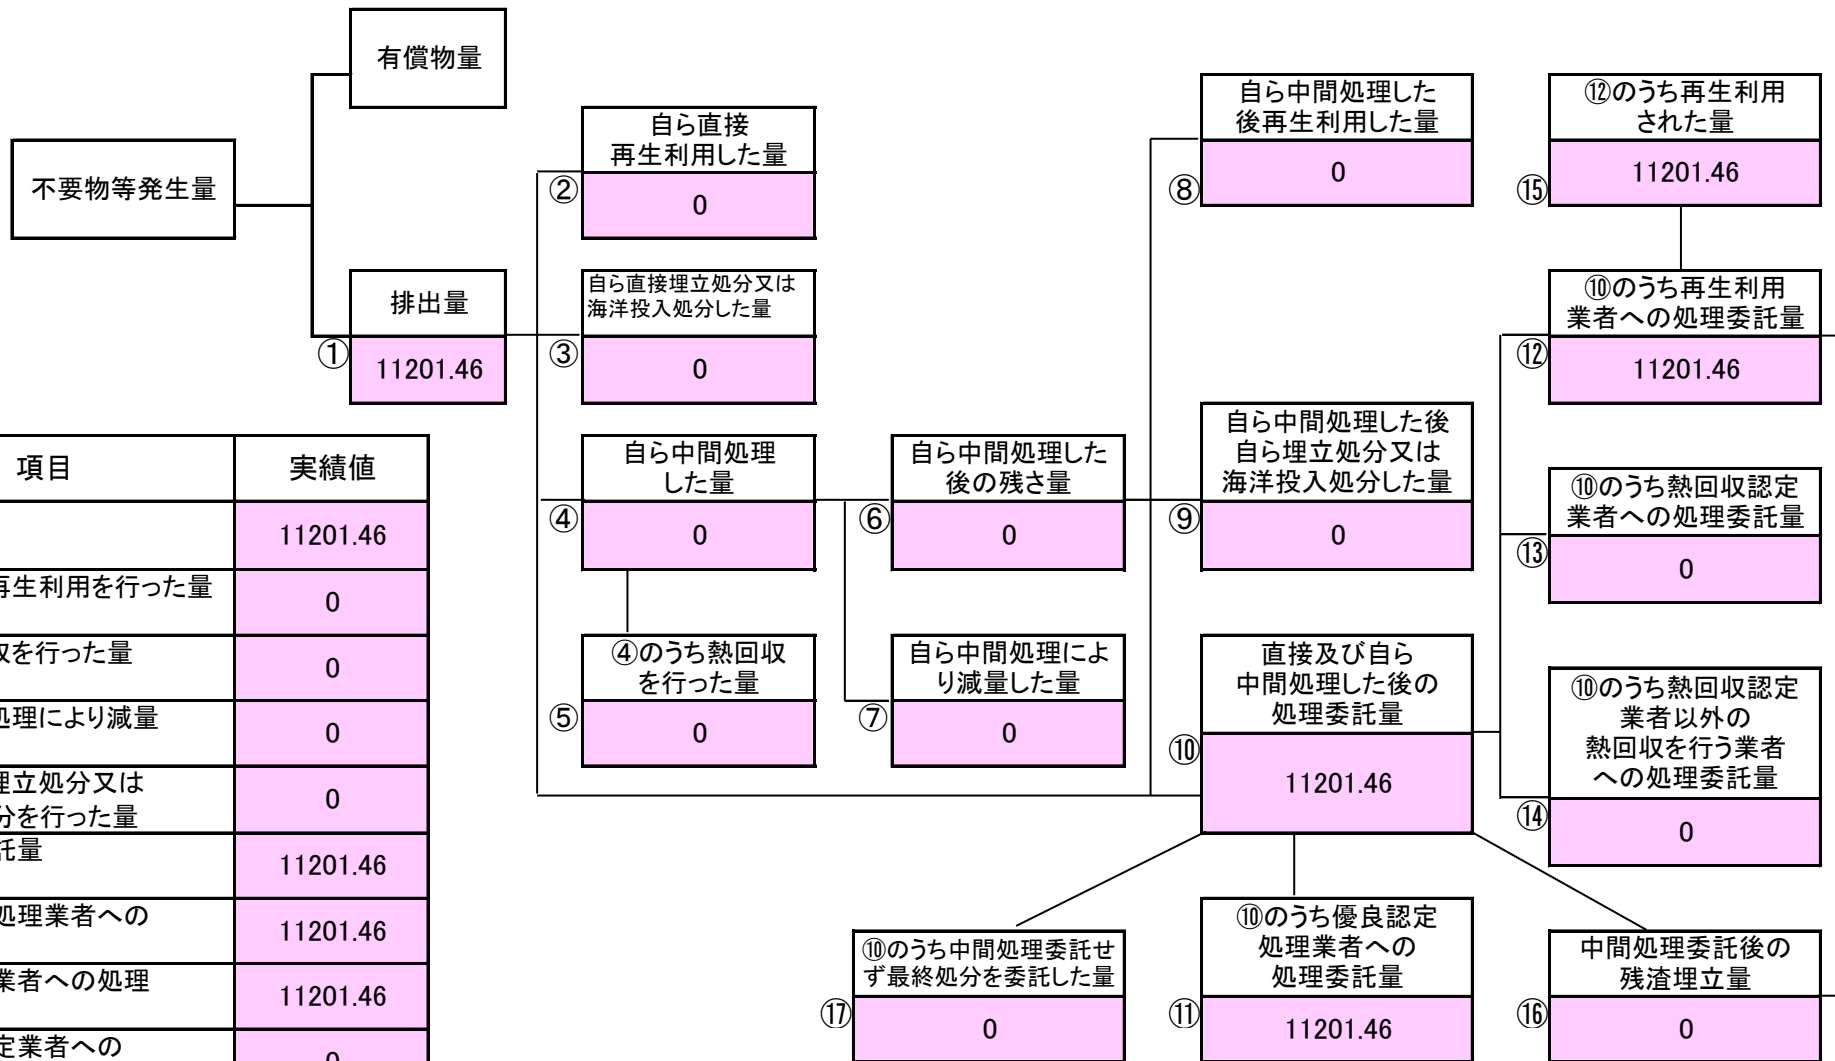 有償物量
不要物等発生量
排出量
①
11201.46
自ら直接
再生利用した量
②
0
自ら直接埋立処分又は
海洋投入処分した量
③
0
自ら中間処理
した量
④
0
④のうち熱回収
を行った量
⑤
0
自ら中間処理した
後の残さ量
⑥
0
自ら中間処理によ
り減量した量
⑦
0
自ら中間処理した
後再生利用した量
⑧
0
自ら中間処理した後
自ら埋立処分又は
海洋投入処分した量
⑨
0
直接及び自ら
中間処理した後の
処理委託量
⑩
11201.46
⑩のうち優良認定
処理業者への
処理委託量
⑪
11201.46
⑫のうち再生利用
された量
⑮
11201.46
⑩のうち再生利用
業者への処理委託量
⑫
11201.46
⑩のうち熱回収認定
業者への処理委託量
⑬
0
⑩のうち熱回収認定
業者以外の
熱回収を行う業者
への処理委託量
⑭
0
中間処理委託後の
残渣埋立量
⑯
0
⑩のうち中間処理委託せ
ず最終処分を委託した量
⑰
0
項目 実績値
11201.46
再生利用を行った量
0
を行った量
0
処理により減量
0
埋立処分又は
分を行った量
0
託量
11201.46
処理業者への
11201.46
業者への処理
11201.46
定業者への
0